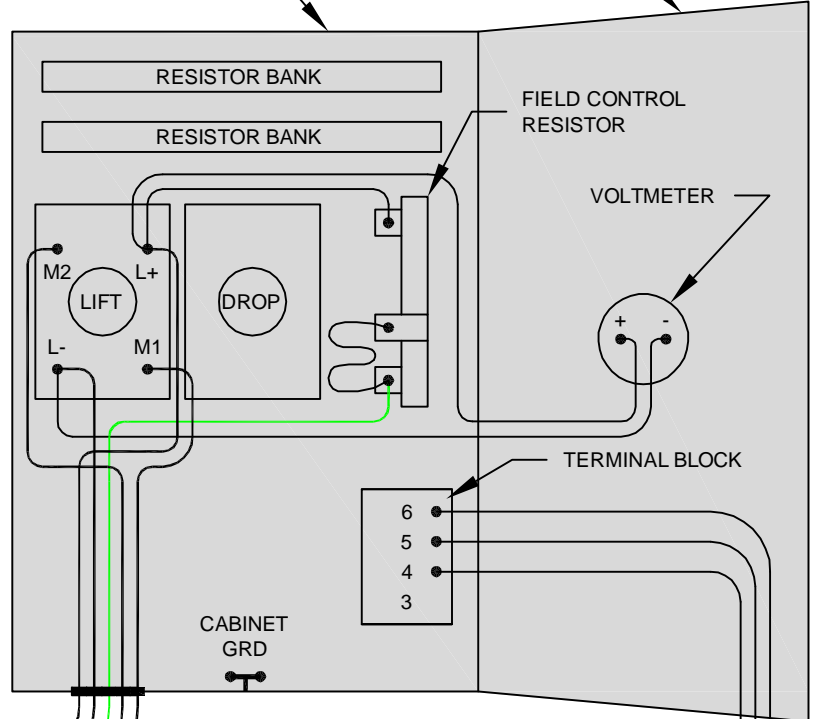 RESISTOR BANK
RESISTOR BANK
FIELD CONTROL
RESISTOR
VOLTMETER
M2
L+
LIFT
DROP
L-
M1
+
-
TERMINAL BLOCK
6
5
4
3
CABINET
GRD